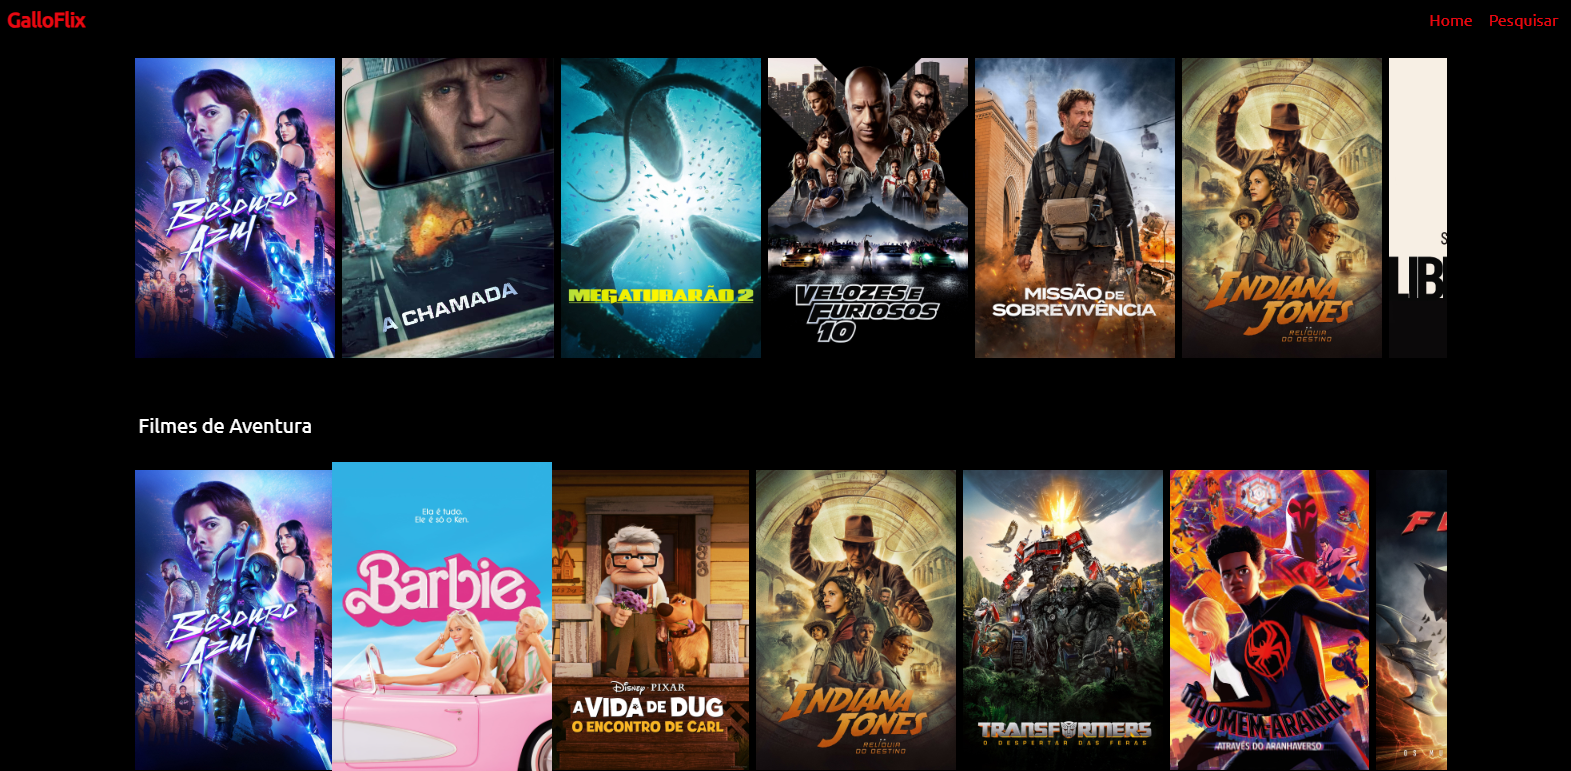 GalloFlix
Home Pesquisar
BESOURO
AZUL
A CHAMADA
MEGATUBARÃO 2
VELOZES E
FURIOSOS
10
MISSÃO DE
SOBREVIVÊNCIA
INDIANA
JONES
E A
RELÍQUIA
DO DESTINO
S
LIB
Filmes de Aventura
BESOURO
AZUL
Ela é tudo.
Ele é só o Ken.
Barbie
Disney · PIXAR
A VIDA DE DUG
O ENCONTRO DE CARL
INDIANA
JONES
E A
RELÍQUIA
DO DESTINO
TRANSFORMERS
O DESPERTAR DAS FERAS
HOMEM-ARANHA
ATRAVÉS DO ARANHAVERSO
F
OS MU